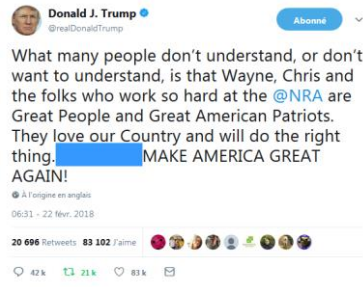 Donald J. Trump
@realDonaldTrump
Abonné
What many people don’t understand, or don’t
want to understand, is that Wayne, Chris and
the folks who work so hard at the @NRA are
Great People and Great American Patriots.
They love our Country and will do the right
thing. MAKE AMERICA GREAT
AGAIN!
À l'origine en anglais
06:31 - 22 févr. 2018
20 696 Retweets 83 102 J'aime
42 k 21 k 83 k